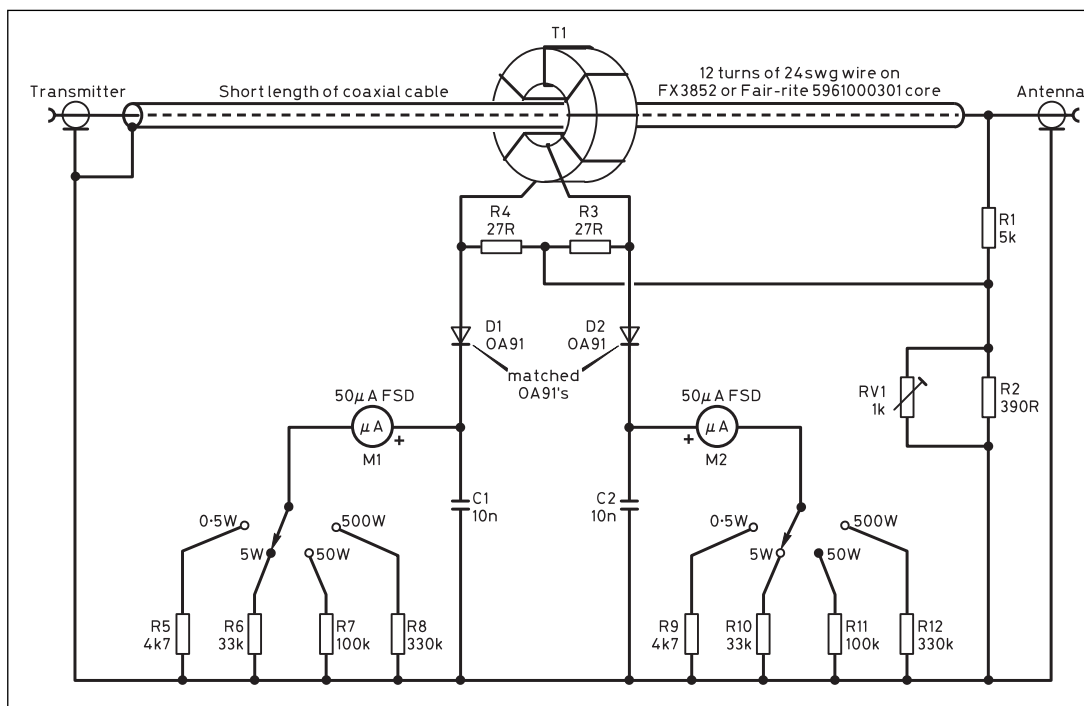 T1
12 turns of 24swg wire on
FX3852 or Fair-rite 5961000301 core
Transmitter
Short length of coaxial cable
Antenna
R4
27R
R3
27R
R1
5k
D1
OA91
D2
OA91
matched
OA91's
50µA FSD
µA
+
M1
50µA FSD
µA
+
M2
RV1
1k
R2
390R
C1
10n
C2
10n
0·5W
5W
50W
500W
0·5W
5W
50W
500W
R5
4k7
R6
33k
R7
100k
R8
330k
R9
4k7
R10
33k
R11
100k
R12
330k